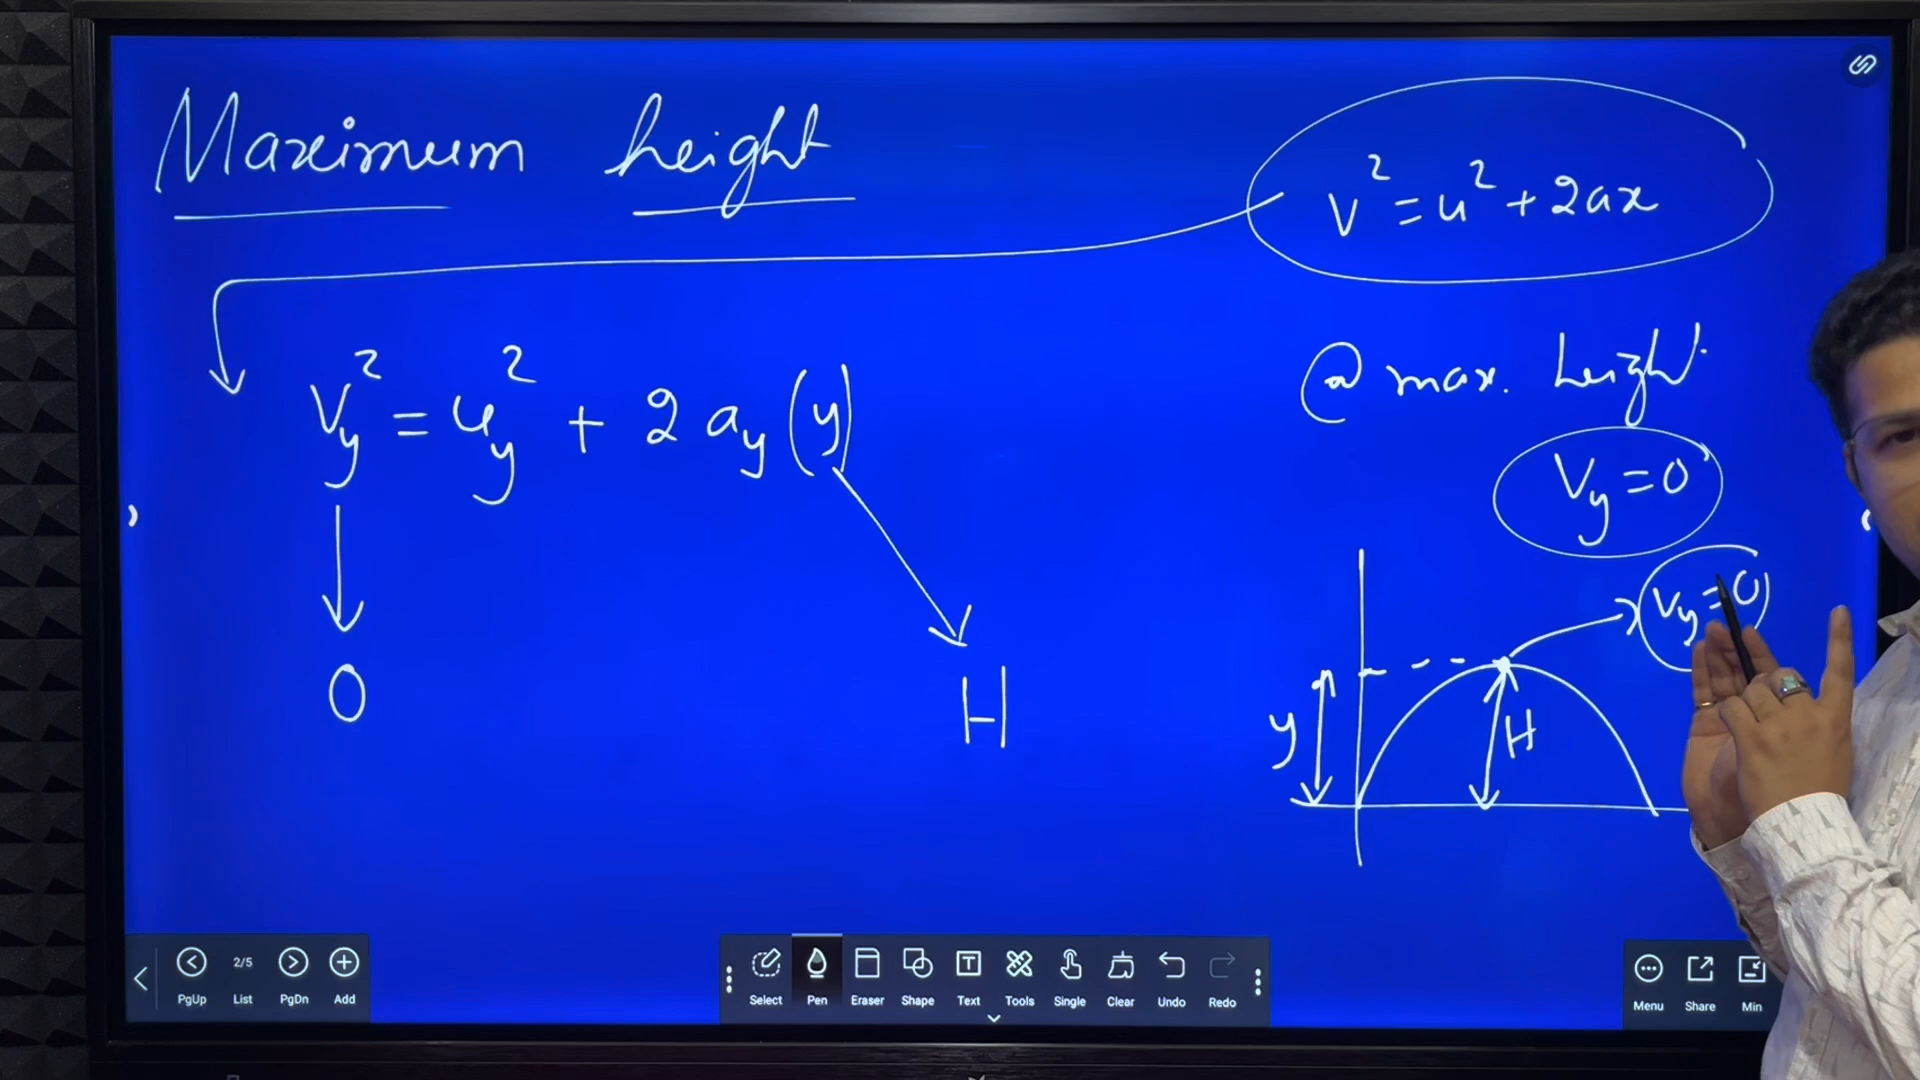 Maximum height
v² = u² + 2ax
@ max. height.
Vy² = uy² + 2 ay (y)
Vy = 0
Vy = 0
0
H
y
H
PgUp 2/5 List PgDn Add
Select Pen Eraser Shape Text Tools Single Clear Undo Redo
Menu Share Min